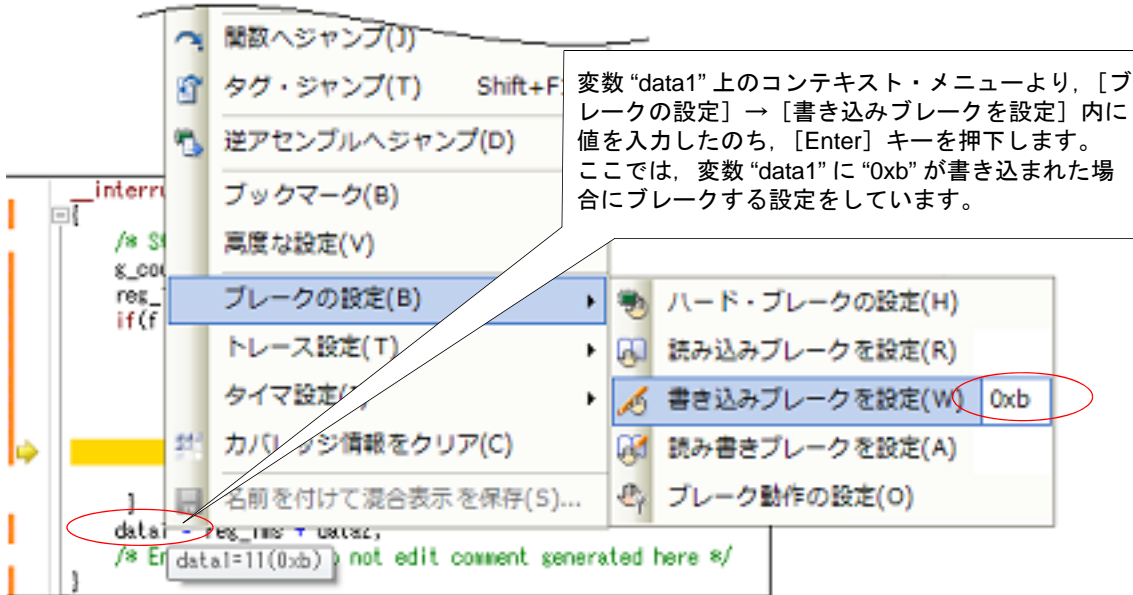 関数へジャンプ(J)
タグ・ジャンプ(T) Shift+F
逆アセンブルへジャンプ(D)
ブックマーク(B)
高度な設定(V)
ブレークの設定(B)
トレース設定(T)
タイマ設定
カバレッジ情報をクリア(C)
名前を付けて混合表示を保存(S)...
変数 “data1” 上のコンテキスト・メニューより，［ブ
レークの設定］→［書き込みブレークを設定］内に
値を入力したのち，［Enter］キーを押下します。
ここでは，変数 “data1” に “0xb” が書き込まれた場
合にブレークする設定をしています。
ハード・ブレークの設定(H)
読み込みブレークを設定(R)
書き込みブレークを設定(W) 0xb
読み書きブレークを設定(A)
ブレーク動作の設定(O)
__interru
{
/* S
g_cou
reg_
if(f
}
data1 = reg_1ms + data2;
/* En not edit comment generated here */
data1=11(0xb)
}